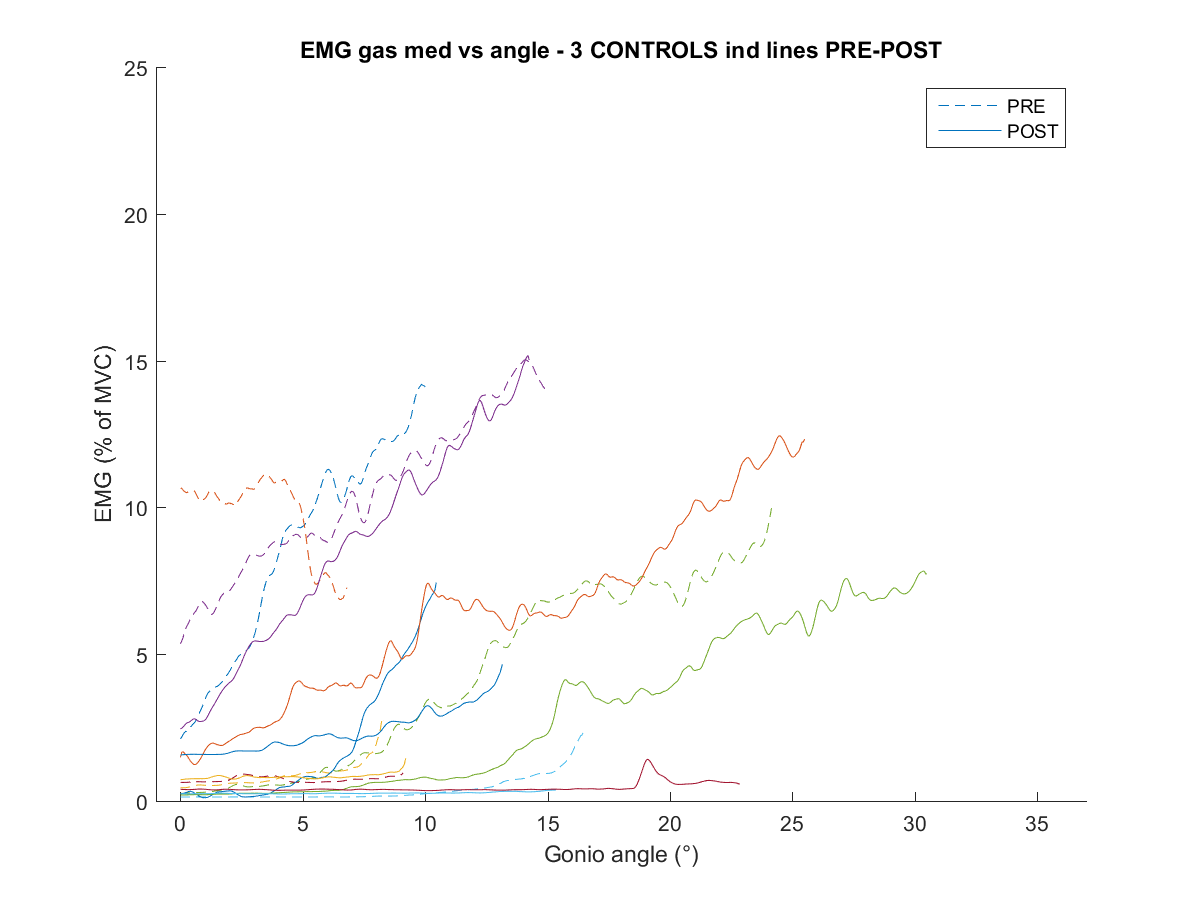 EMG gas med vs angle - 3 CONTROLS ind lines PRE-POST
25
PRE
POST
20
15
EMG (% of MVC)
10
5
0
0 5 10 15 20 25 30 35
Gonio angle (°)